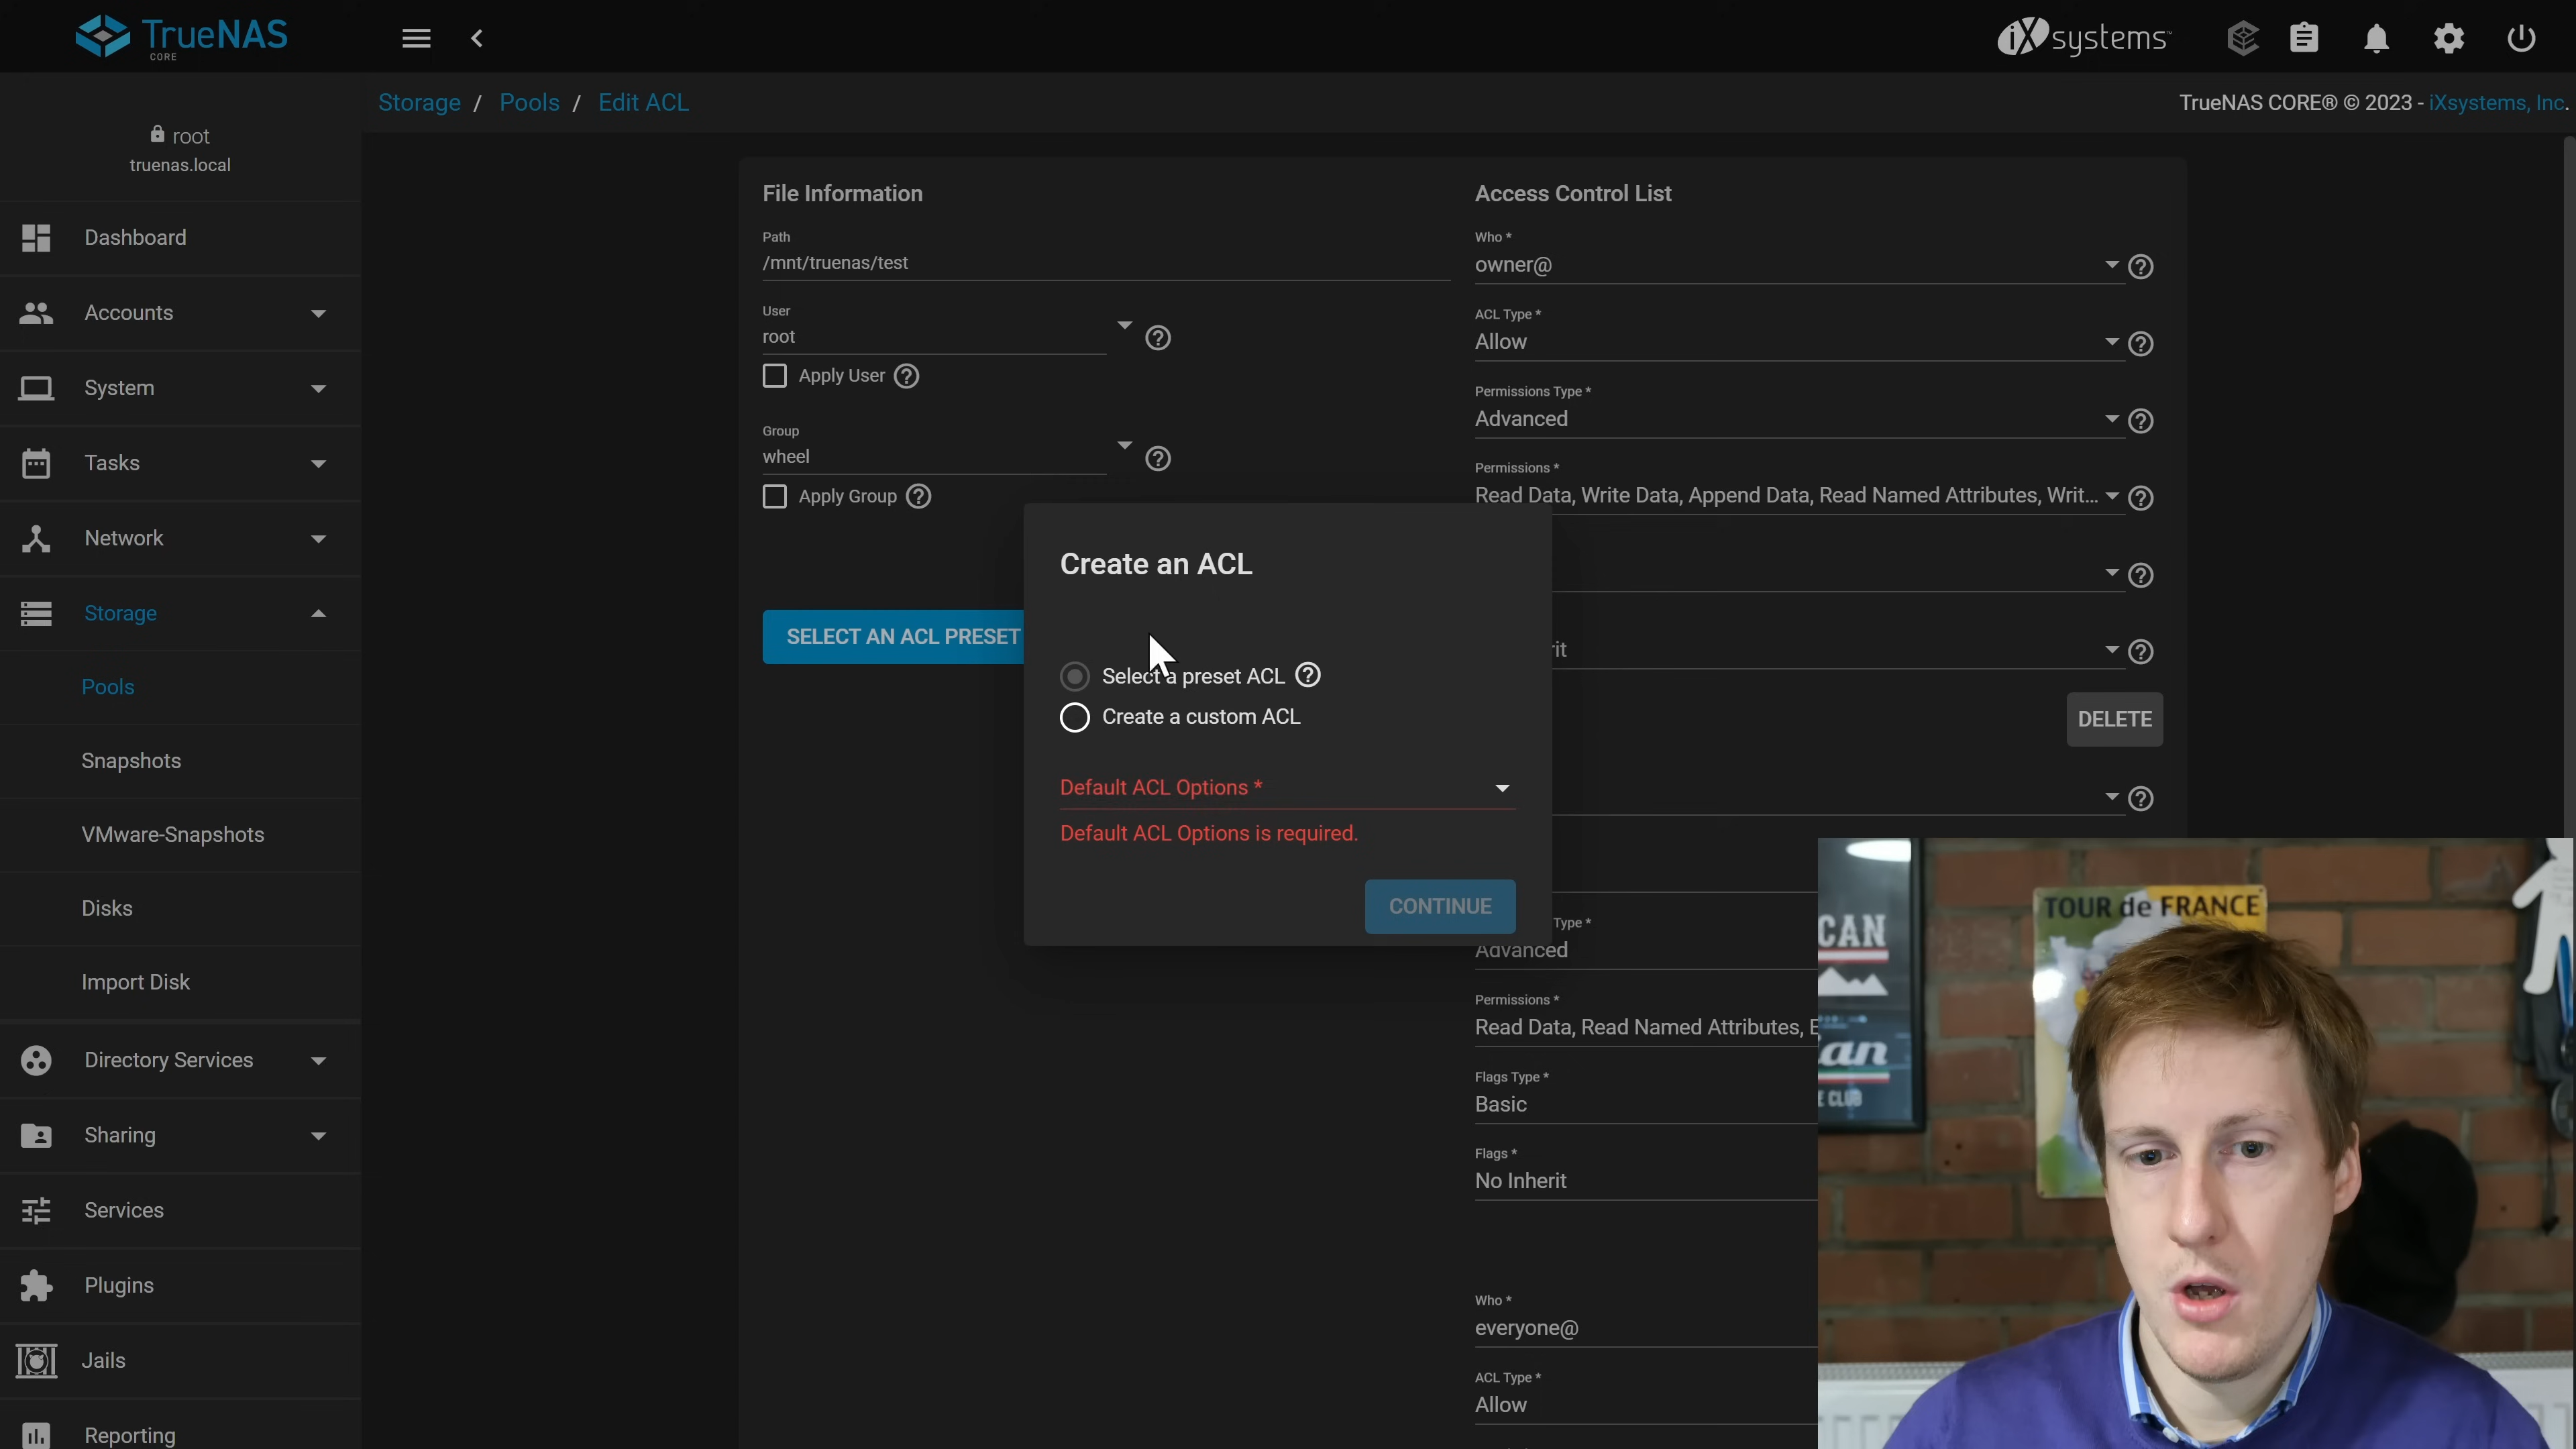 TrueNAS
CORE
iXsystems™
Storage / Pools / Edit ACL
TrueNAS CORE® © 2023 - iXsystems, Inc.
root
truenas.local
Dashboard
Accounts
System
Tasks
Network
Storage
Pools
Snapshots
VMware-Snapshots
Disks
Import Disk
Directory Services
Sharing
Services
Plugins
Jails
Reporting
File Information
Path
/mnt/truenas/test
User
root
Apply User
Group
wheel
Apply Group
SELECT AN ACL PRESET
Create an ACL
Select a preset ACL
Create a custom ACL
Default ACL Options *
Default ACL Options is required.
CONTINUE
Access Control List
Who *
owner@
ACL Type *
Allow
Permissions Type *
Advanced
Permissions *
Read Data, Write Data, Append Data, Read Named Attributes, Writ...
rit
DELETE
Type *
Advanced
Permissions *
Read Data, Read Named Attributes, E
Flags Type *
Basic
Flags *
No Inherit
Who *
everyone@
ACL Type *
Allow
TOUR de FRANCE
CAN
an
E CLUB